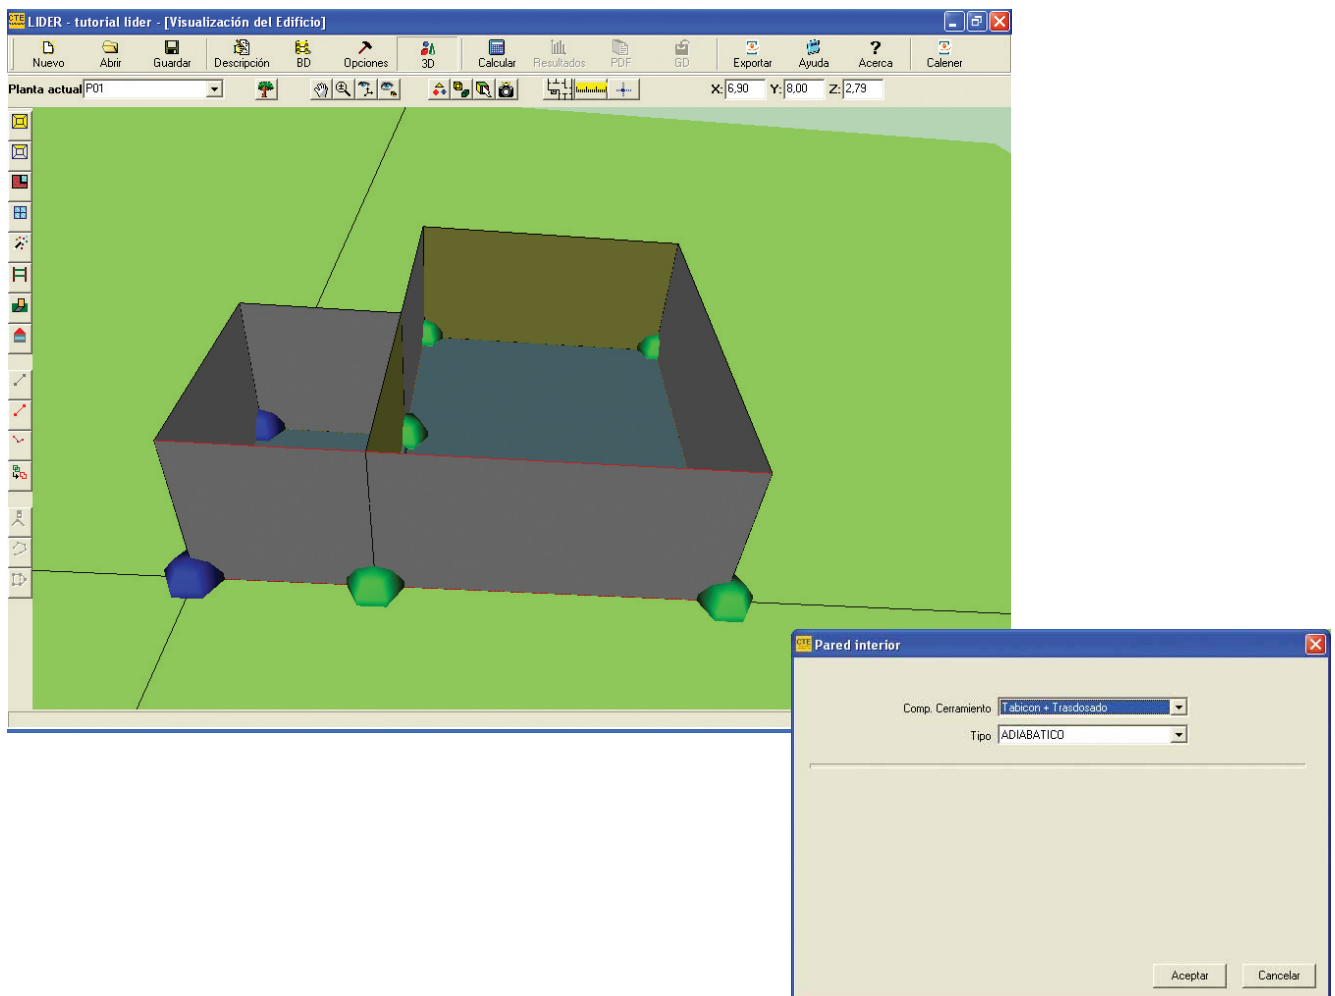 CTE LIDER - tutorial lider - [Visualización del Edificio]
Nuevo Abrir Guardar Descripción BD Opciones 3D Calcular Resultados PDF GD Exportar Ayuda Acerca Calener
Planta actual P01 X: 6,90 Y: 8,00 Z: 2,79
CTE Pared interior
Comp. Cerramiento Tabicon + Trasdosado
Tipo ADIABATICO
Aceptar Cancelar